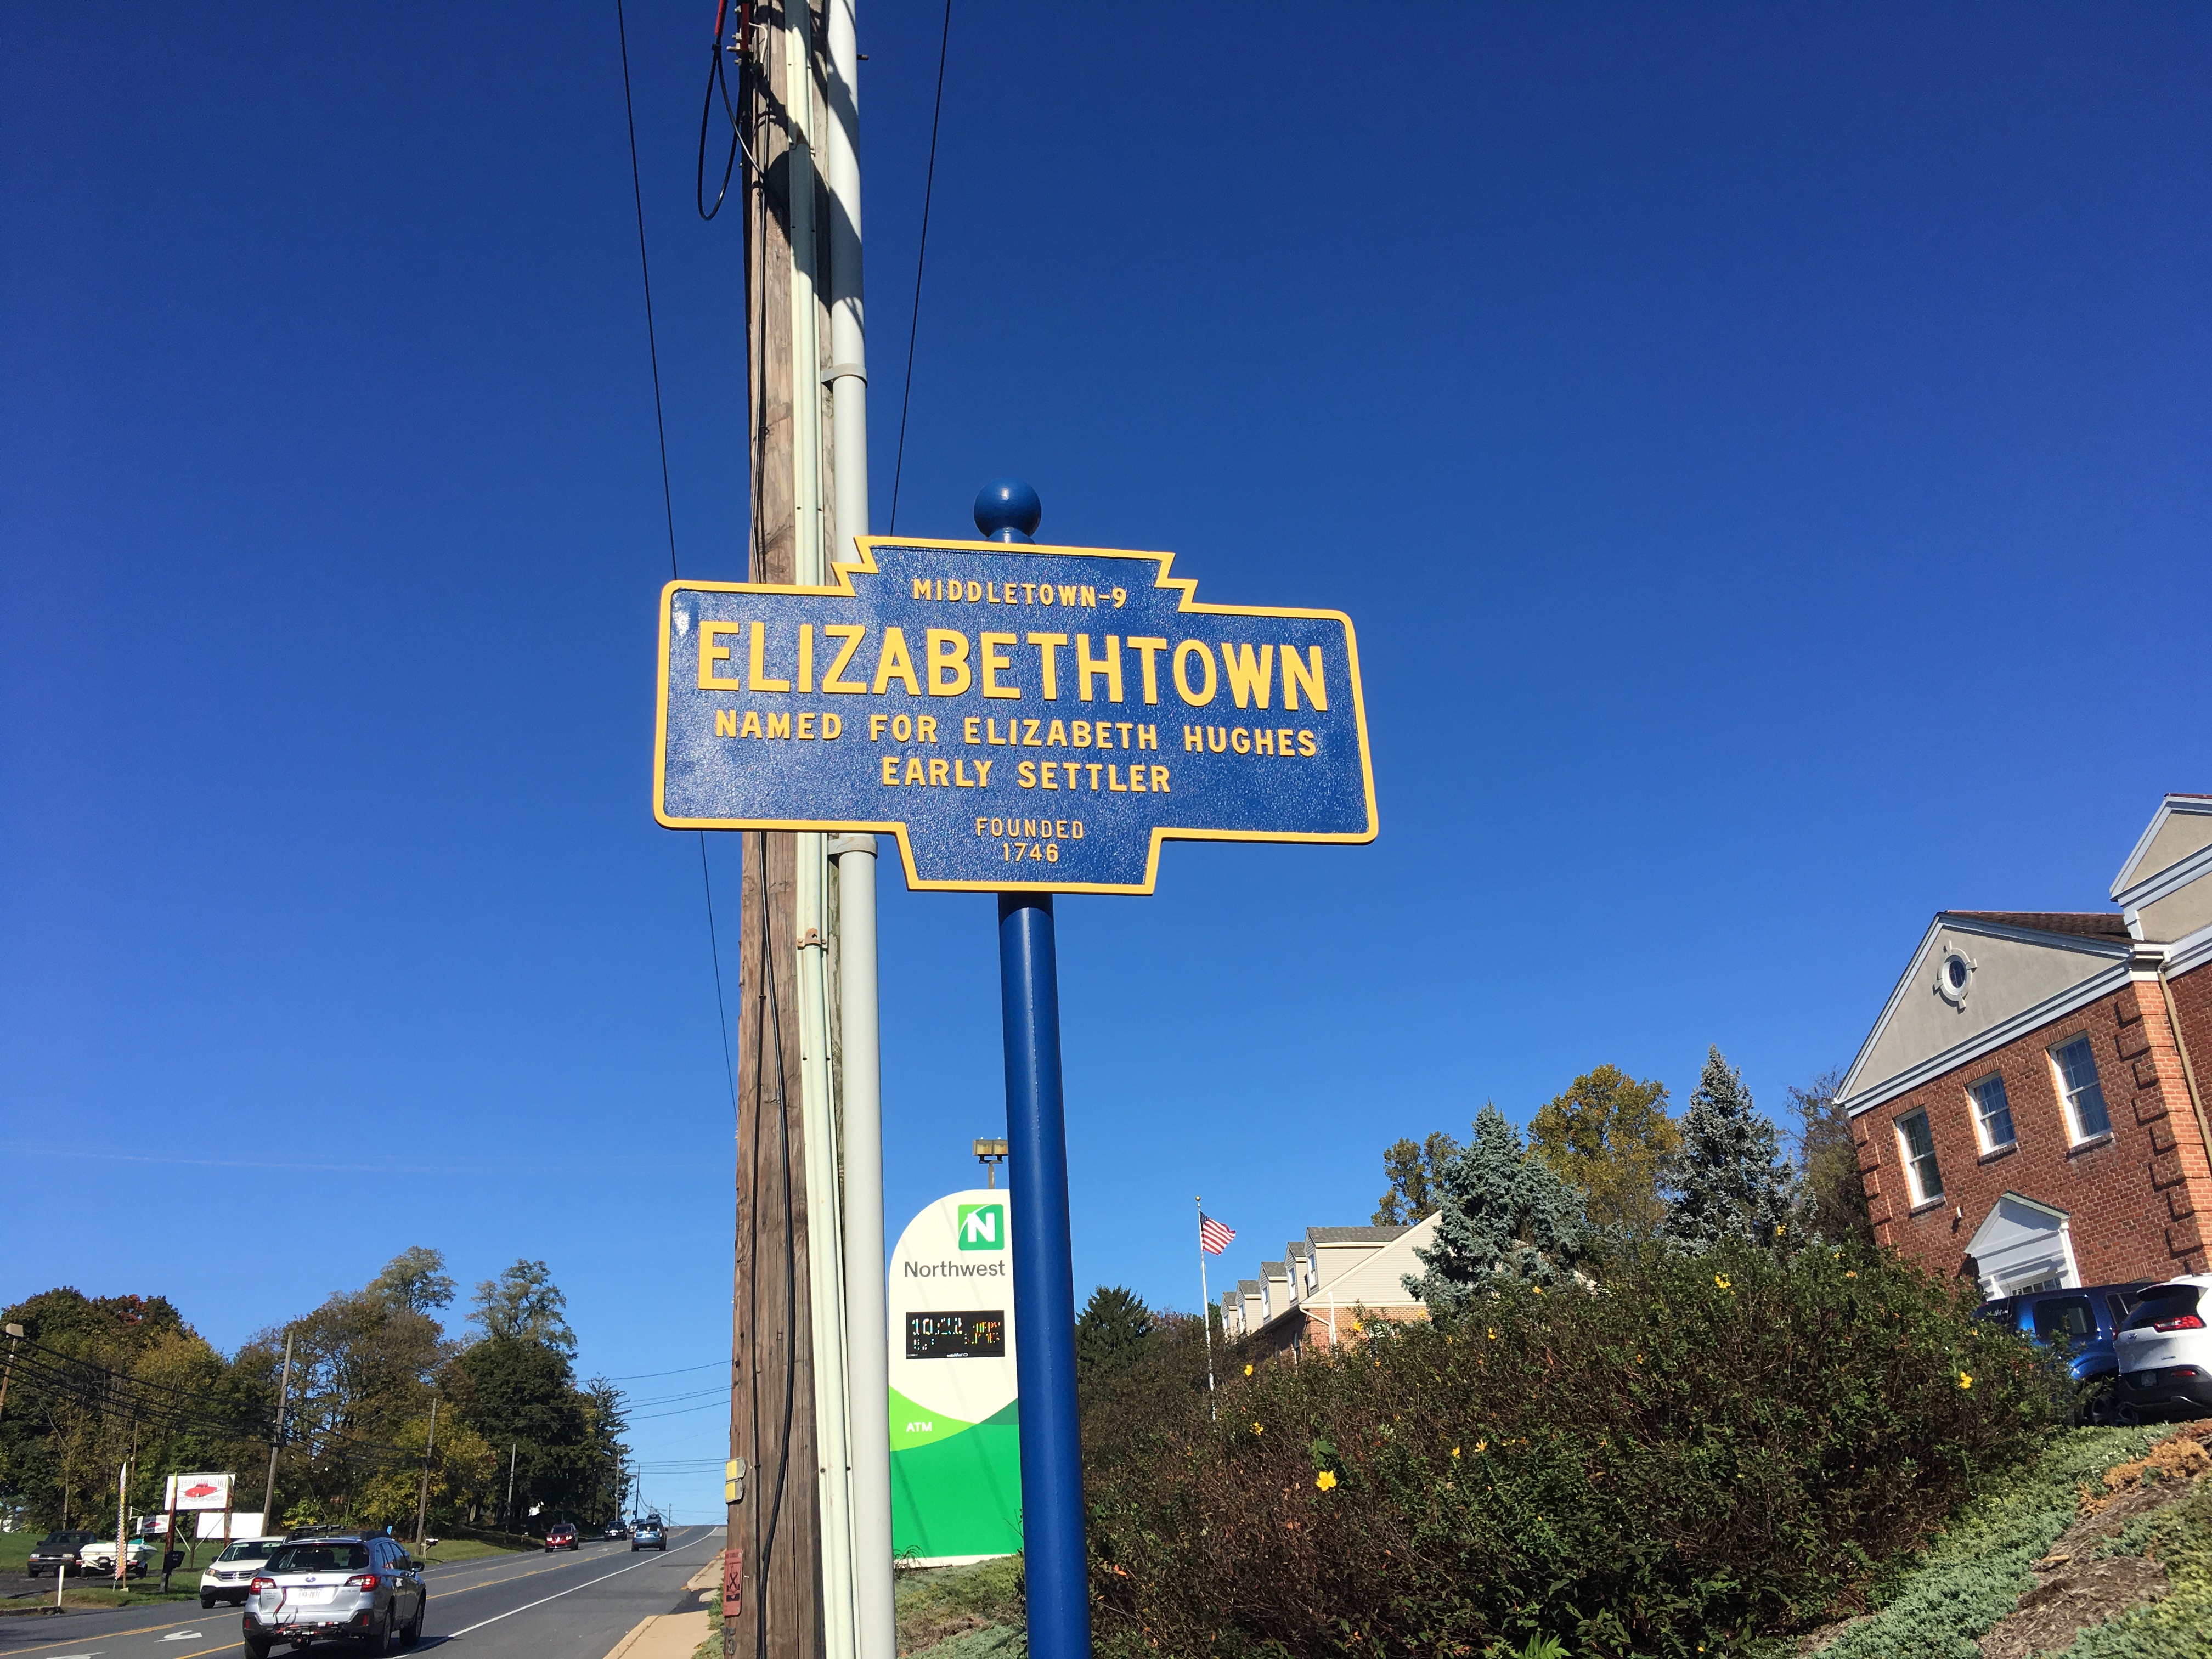 MIDDLETOWN-9
ELIZABETHTOWN
NAMED FOR ELIZABETH HUGHES
EARLY SETTLER
FOUNDED
1746
N
Northwest
ATM